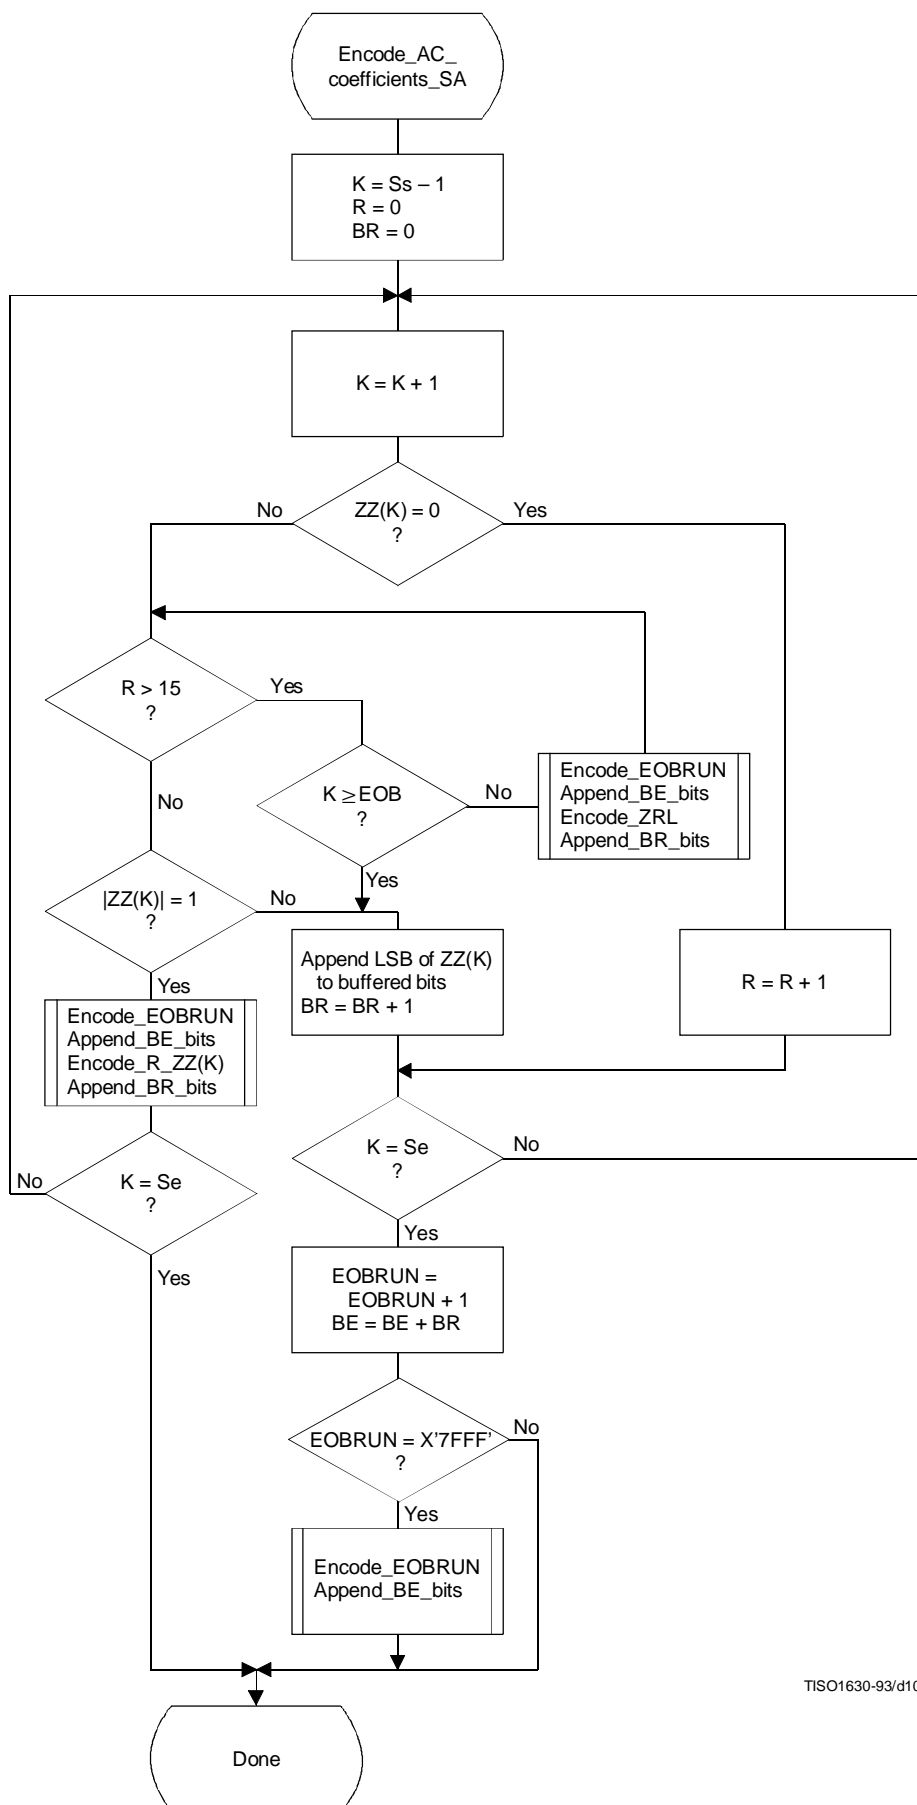 Encode_AC_
coefficients_SA
K = Ss – 1
R = 0
BR = 0
K = K + 1
No
ZZ(K) = 0
?
Yes
R > 15
?
Yes
No
K ≥EOB
?
No
Yes
Encode_EOBRUN
Append_BE_bits
Encode_ZRL
Append_BR_bits
|ZZ(K)| = 1
?
No
Yes
Append LSB of ZZ(K)
to buffered bits
BR = BR + 1
R = R + 1
Encode_EOBRUN
Append_BE_bits
Encode_R_ZZ(K)
Append_BR_bits
K = Se
?
No
Yes
No
K = Se
?
Yes
EOBRUN =
EOBRUN + 1
BE = BE + BR
EOBRUN = X’7FFF’
?
No
Yes
Encode_EOBRUN
Append_BE_bits
TISO1630-93/d10
Done